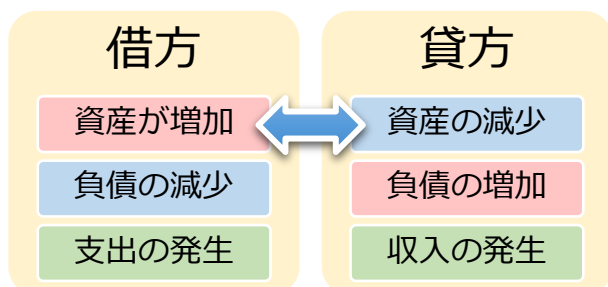 借方
資産が増加
負債の減少
支出の発生
貸方
資産の減少
負債の増加
収入の発生